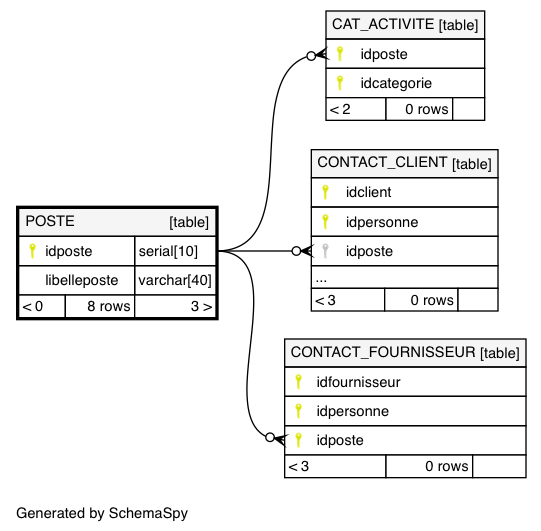 CAT_ACTIVITE [table]
idposte
idcategorie
< 2 0 rows
CONTACT_CLIENT [table]
idclient
idpersonne
idposte
...
< 3 0 rows
POSTE [table]
idposte serial[10]
libelleposte varchar[40]
< 0 8 rows 3 >
CONTACT_FOURNISSEUR [table]
idfournisseur
idpersonne
idposte
< 3 0 rows
Generated by SchemaSpy